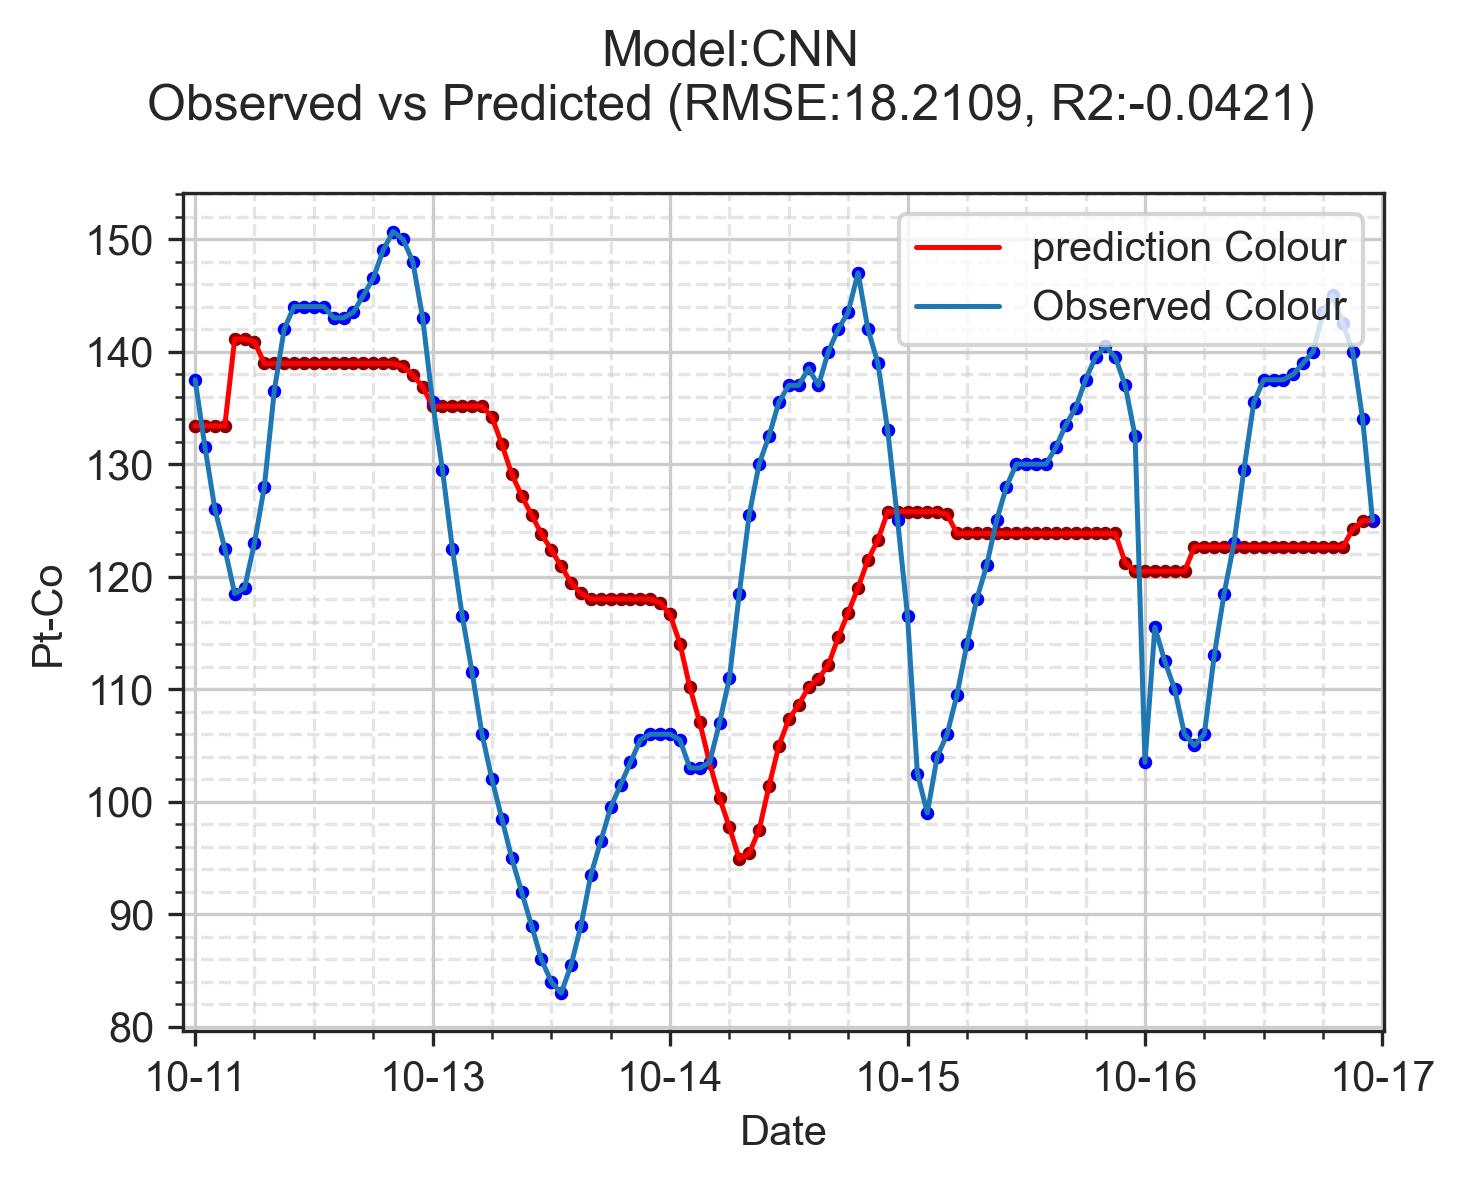 Model:CNN
Observed vs Predicted (RMSE:18.2109, R2:-0.0421)
prediction Colour
Observed Colour
150
140
130
120
110
100
90
80
Pt-Co
10-11 10-13 10-14 10-15 10-16 10-17
Date